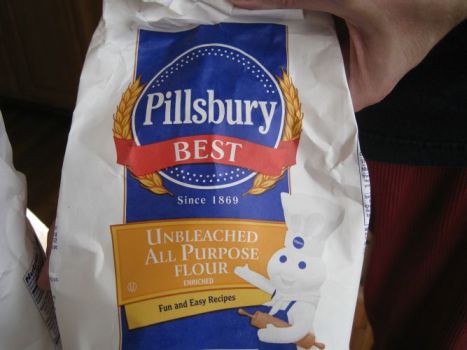 Pillsbury
BEST
Since 1869
UNBLEACHED
ALL PURPOSE
FLOUR
ENRICHED
Fun and Easy Recipes